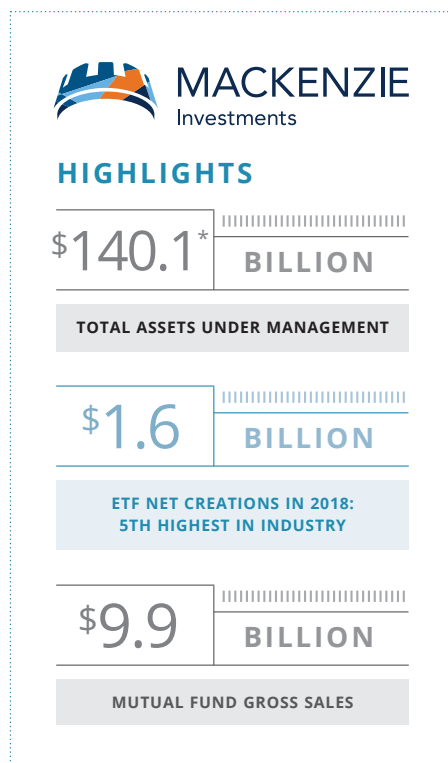 MACKENZIE
Investments
HIGHLIGHTS
$140.1*
BILLION
TOTAL ASSETS UNDER MANAGEMENT
$1.6
BILLION
ETF NET CREATIONS IN 2018:
5TH HIGHEST IN INDUSTRY
$9.9
BILLION
MUTUAL FUND GROSS SALES